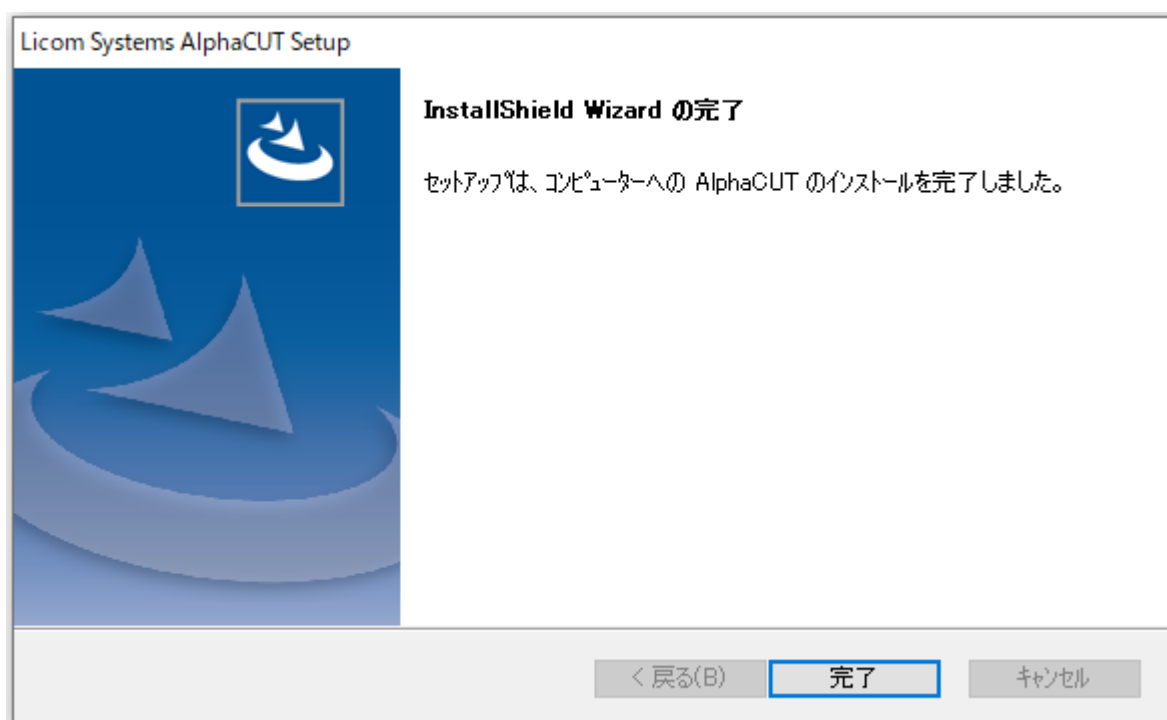 Licom Systems AlphaCUT Setup
InstallShield Wizard の完了
セットアップは、コンピューターへの AlphaCUT のインストールを完了しました。
< 戻る(B)
完了
キャンセル